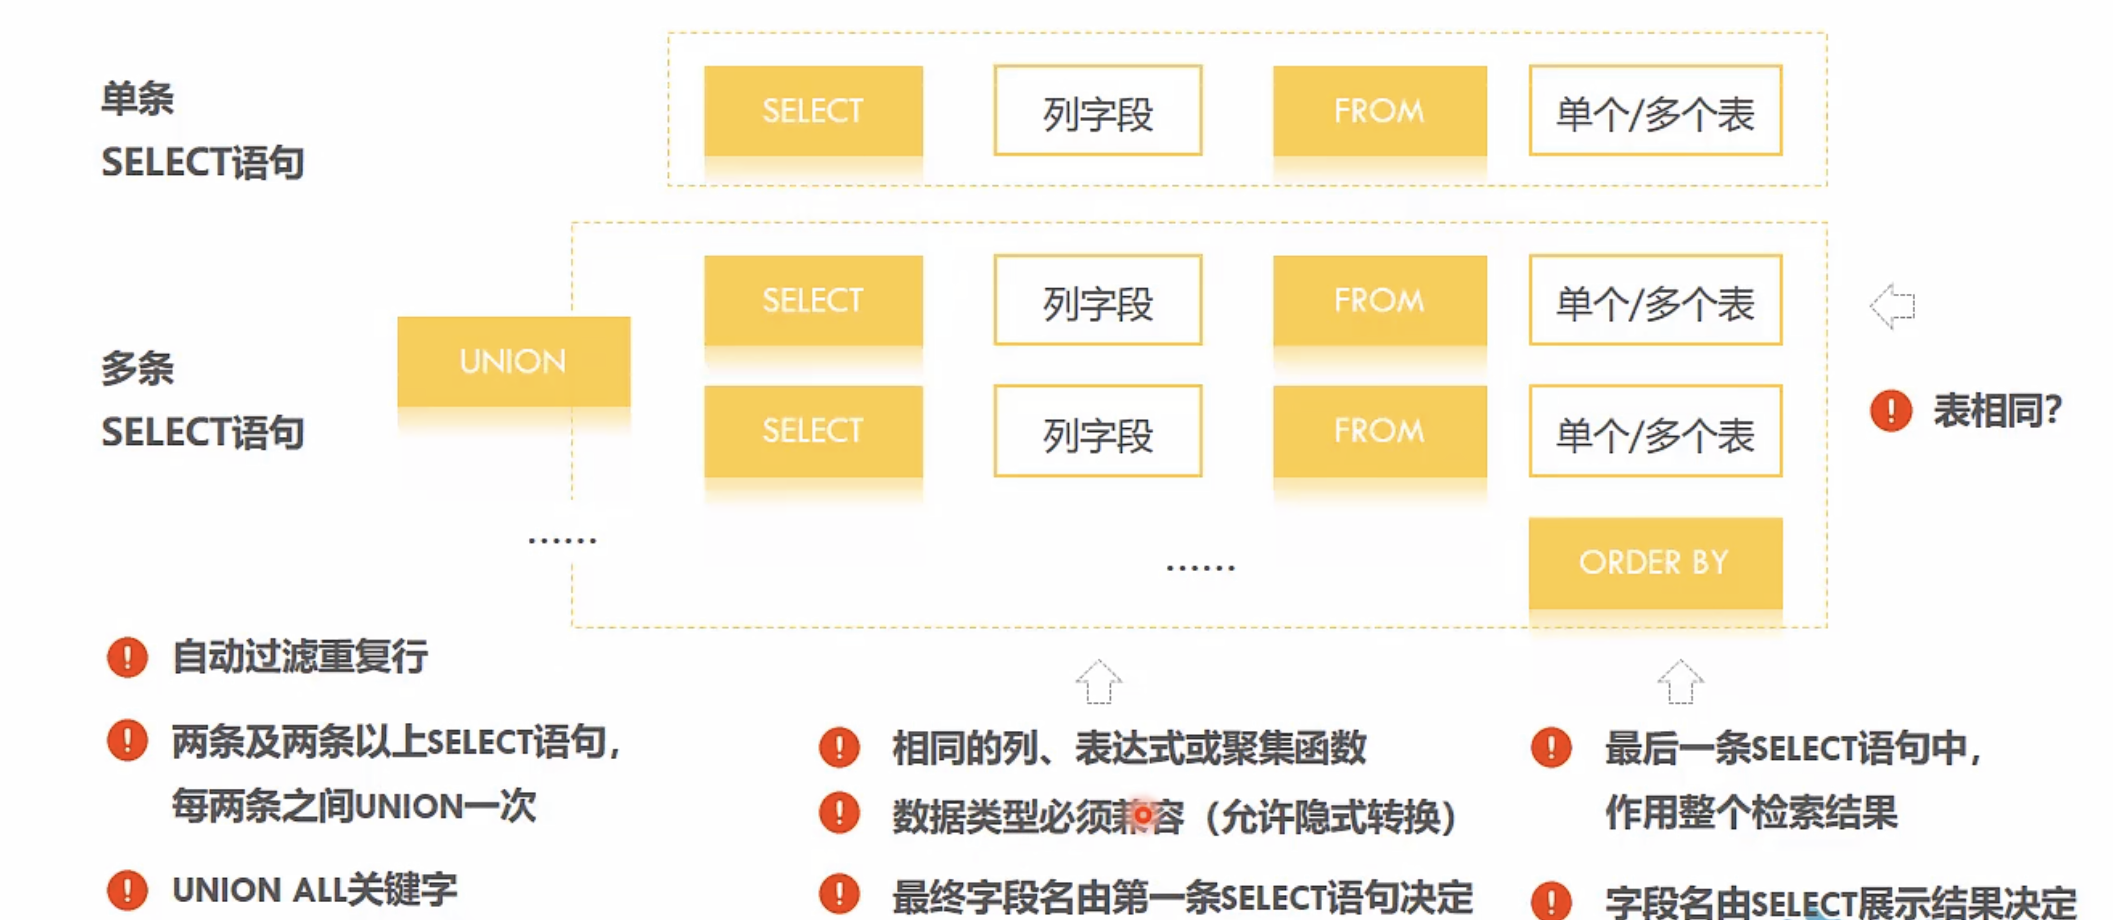 单条
SELECT语句
SELECT
列字段
FROM
单个/多个表
多条
SELECT语句
UNION
SELECT
列字段
FROM
单个/多个表
SELECT
列字段
FROM
单个/多个表
表相同?
......
......
ORDER BY
自动过滤重复行
两条及两条以上SELECT语句,
每两条之间UNION一次
UNION ALL关键字
相同的列、表达式或聚集函数
数据类型必须兼容（允许隐式转换）
最终字段名由第一条SELECT语句决定
最后一条SELECT语句中,
作用整个检索结果
字段名由SELECT展示结果决定